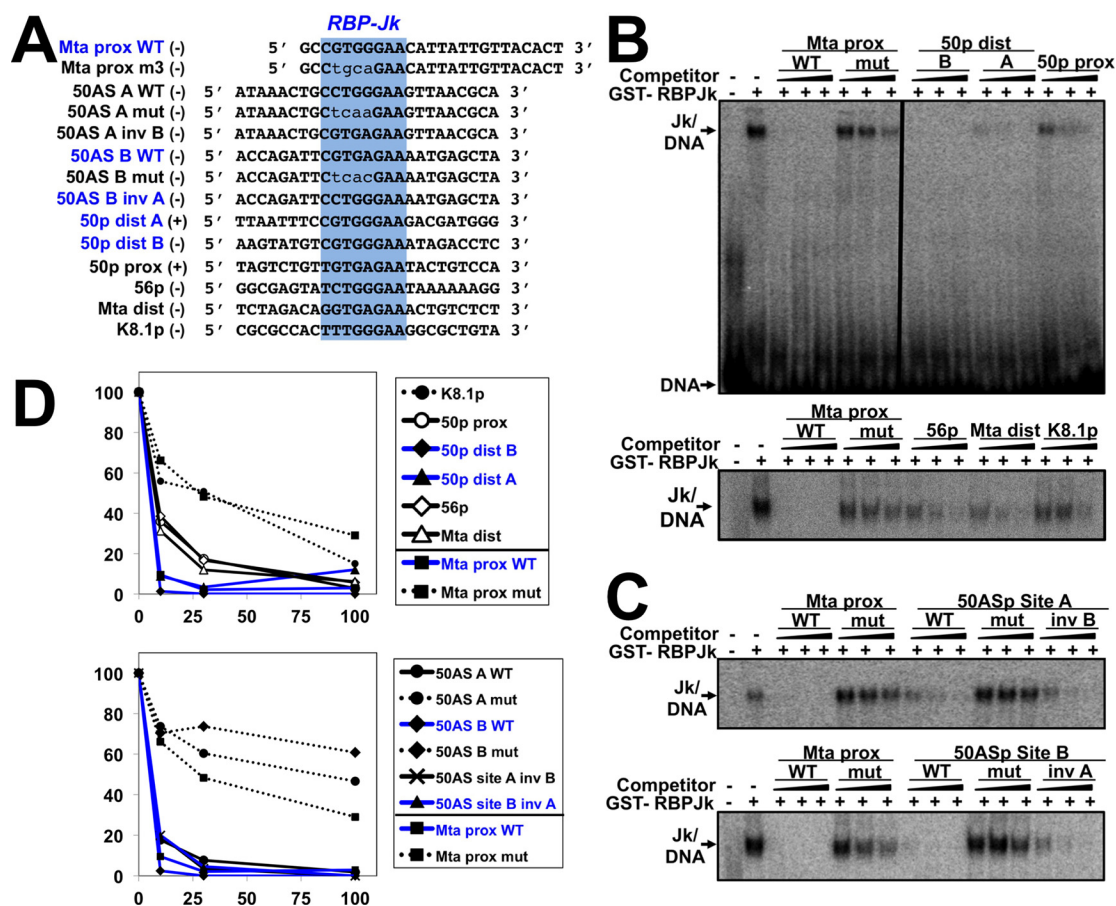 A
RBP-Jk
Mta prox WT (-) 5′ GCCGTGGGAACATTATTGTTACACT 3′
Mta prox m3 (-) 5′ GCCtgcaGAACATTATTGTTACACT 3′
50AS A WT (-) 5′ ATAAACTGCCTGGGAAGTTAACGCA 3′
50AS A mut (-) 5′ ATAAACTGCtcaaGAAGTTAACGCA 3′
50AS A inv B (-) 5′ ATAAACTGCGTGAGAAGTTAACGCA 3′
50AS B WT (-) 5′ ACCAGATTCGTGAGAAAATGAGCTA 3′
50AS B mut (-) 5′ ACCAGATTCtcacGAAAATGAGCTA 3′
50AS B inv A (-) 5′ ACCAGATTCCTGGGAAAATGAGCTA 3′
50p dist A (+) 5′ TTAATTTCCGTGGGAAGACGATGGG 3′
50p dist B (-) 5′ AAGTATGTCGTGGGAAATAGACCTC 3′
50p prox (+) 5′ TAGTCTGTTGTGAGAATACTGTCCA 3′
56p (-) 5′ GGCGAGTATCTGGGAATAAAAAAGG 3′
Mta dist (-) 5′ TCTAGACAGGTGAGAAACTGTCTCT 3′
K8.1p (-) 5′ CGCGCCACTTTGGGAAGGCGCTGTA 3′
B
Mta prox 50p dist
WT mut B A 50p prox
Competitor - -
GST- RBPJk - + + + + + + + + + + + + + + + +
Jk/
DNA
DNA
Mta prox
WT mut 56p Mta dist K8.1p
Competitor - -
GST- RBPJk - + + + + + + + + + + + + + + + +
Jk/
DNA
C
Mta prox 50ASp Site A
WT mut WT mut inv B
Competitor - -
GST- RBPJk - + + + + + + + + + + + + + + + +
Jk/
DNA
Mta prox 50ASp Site B
WT mut WT mut inv A
Competitor - -
GST- RBPJk - + + + + + + + + + + + + + + + +
Jk/
DNA
D
100
80
60
40
20
0
0 25 50 75 100
K8.1p
50p prox
50p dist B
50p dist A
56p
Mta dist
Mta prox WT
Mta prox mut
100
80
60
40
20
0
0 25 50 75 100
50AS A WT
50AS A mut
50AS B WT
50AS B mut
50AS site A inv B
50AS site B inv A
Mta prox WT
Mta prox mut